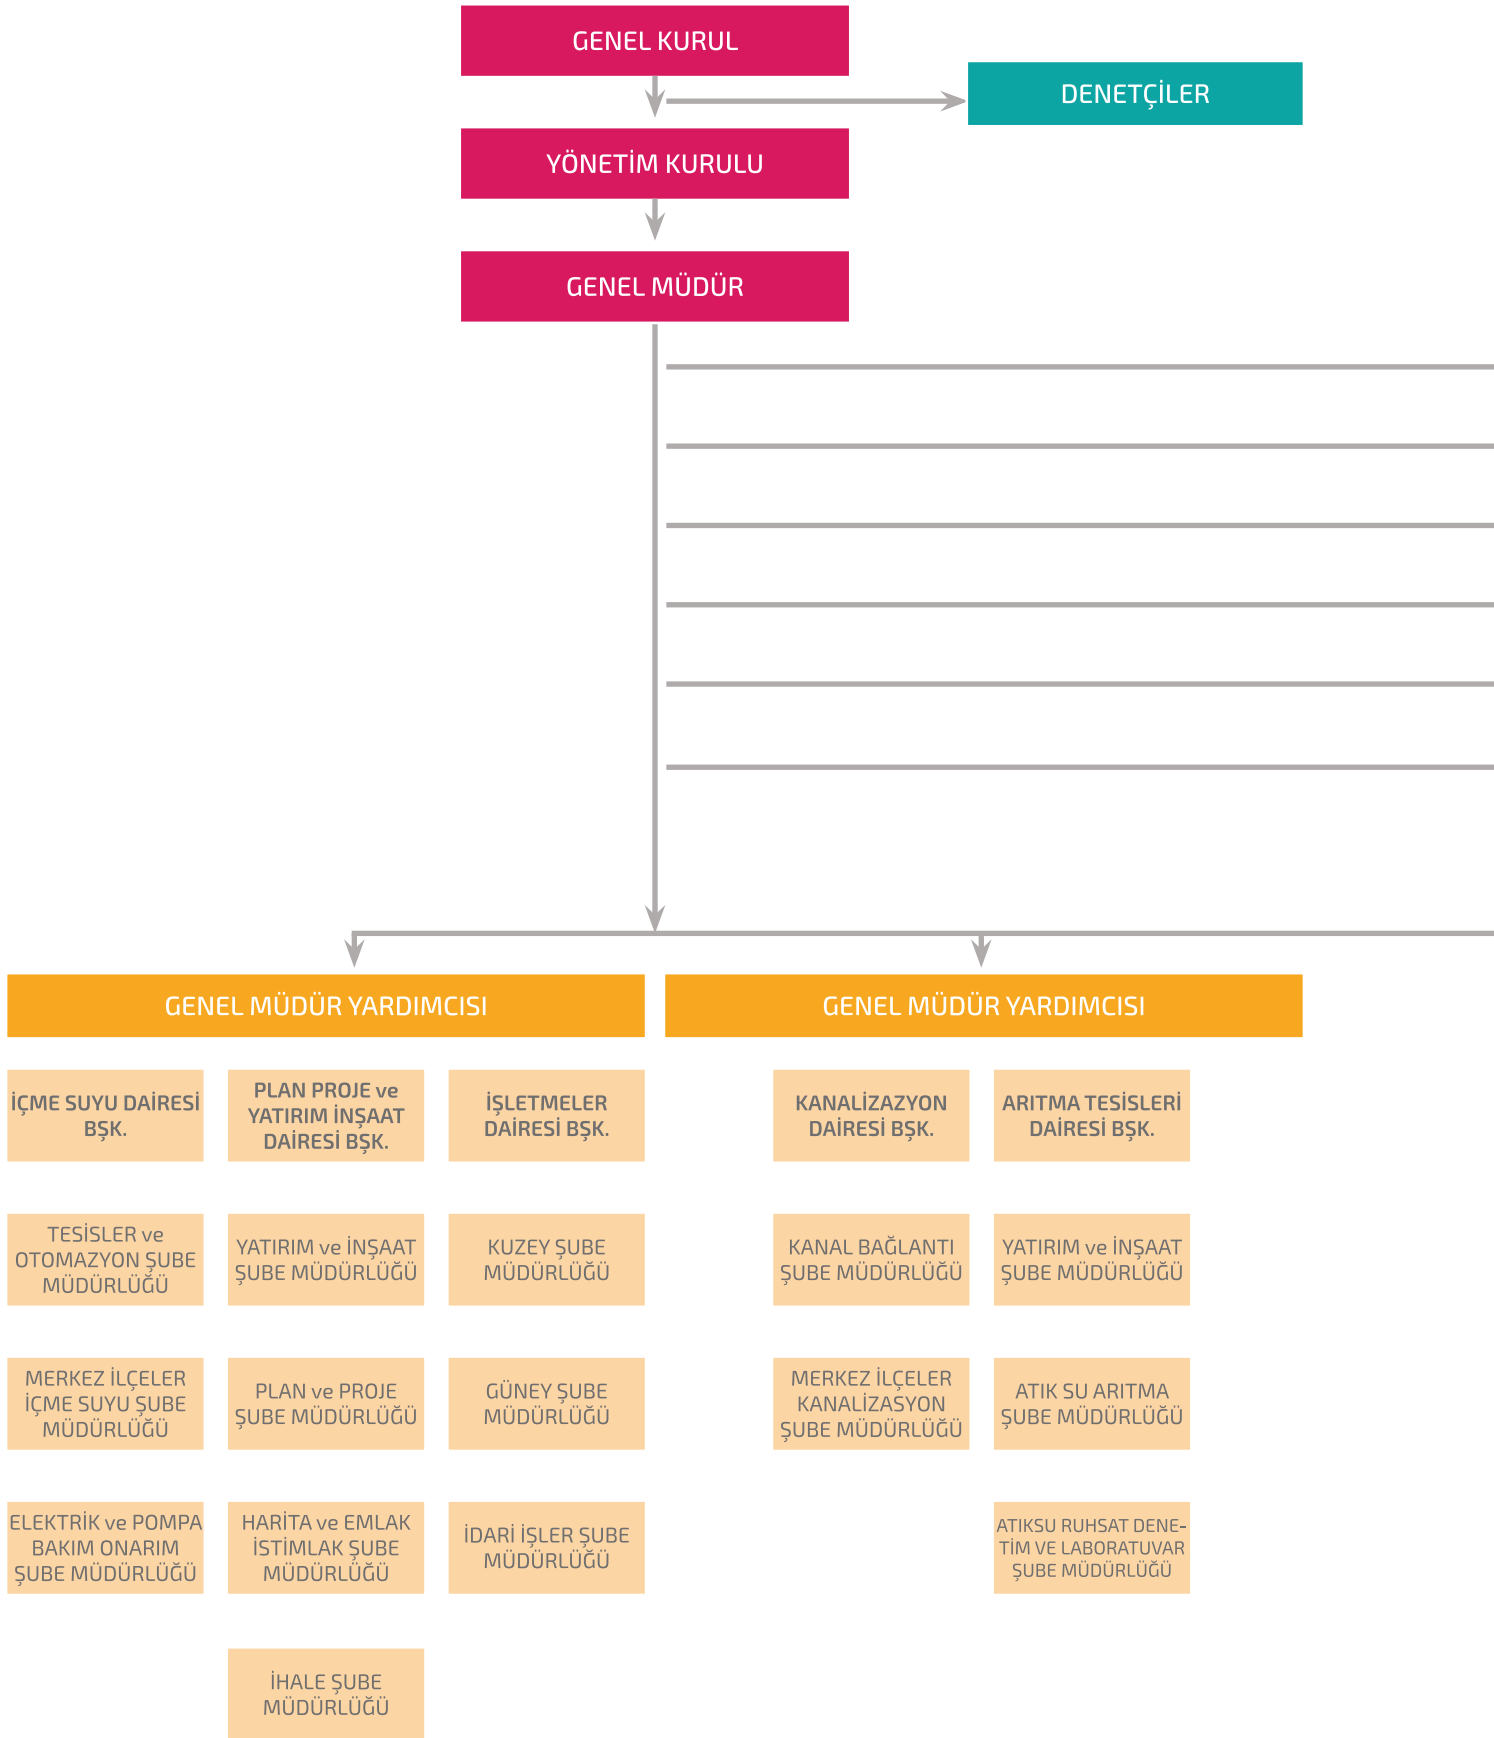 GENEL KURUL
DENETÇİLER
YÖNETİM KURULU
GENEL MÜDÜR
GENEL MÜDÜR YARDIMCISI
İÇME SUYU DAİRESİ
BŞK.
TESİSLER ve
OTOMAZYON ŞUBE
MÜDÜRLÜĞÜ
MERKEZ İLÇELER
İÇME SUYU ŞUBE
MÜDÜRLÜĞÜ
ELEKTRİK ve POMPA
BAKIM ONARIM
ŞUBE MÜDÜRLÜĞÜ
PLAN PROJE ve
YATIRIM İNŞAAT
DAİRESİ BŞK.
YATIRIM ve İNŞAAT
ŞUBE MÜDÜRLÜĞÜ
PLAN ve PROJE
ŞUBE MÜDÜRLÜĞÜ
HARİTA ve EMLAK
İSTİMLAK ŞUBE
MÜDÜRLÜĞÜ
İHALE ŞUBE
MÜDÜRLÜĞÜ
İŞLETMELER
DAİRESİ BŞK.
KUZEY ŞUBE
MÜDÜRLÜĞÜ
GÜNEY ŞUBE
MÜDÜRLÜĞÜ
İDARİ İŞLER ŞUBE
MÜDÜRLÜĞÜ
GENEL MÜDÜR YARDIMCISI
KANALİZAZYON
DAİRESİ BŞK.
KANAL BAĞLANTI
ŞUBE MÜDÜRLÜĞÜ
MERKEZ İLÇELER
KANALİZASYON
ŞUBE MÜDÜRLÜĞÜ
ARITMA TESİSLERİ
DAİRESİ BŞK.
YATIRIM ve İNŞAAT
ŞUBE MÜDÜRLÜĞÜ
ATIK SU ARITMA
ŞUBE MÜDÜRLÜĞÜ
ATIKSU RUHSAT DENE-
TİM VE LABORATUVAR
ŞUBE MÜDÜRLÜĞÜ